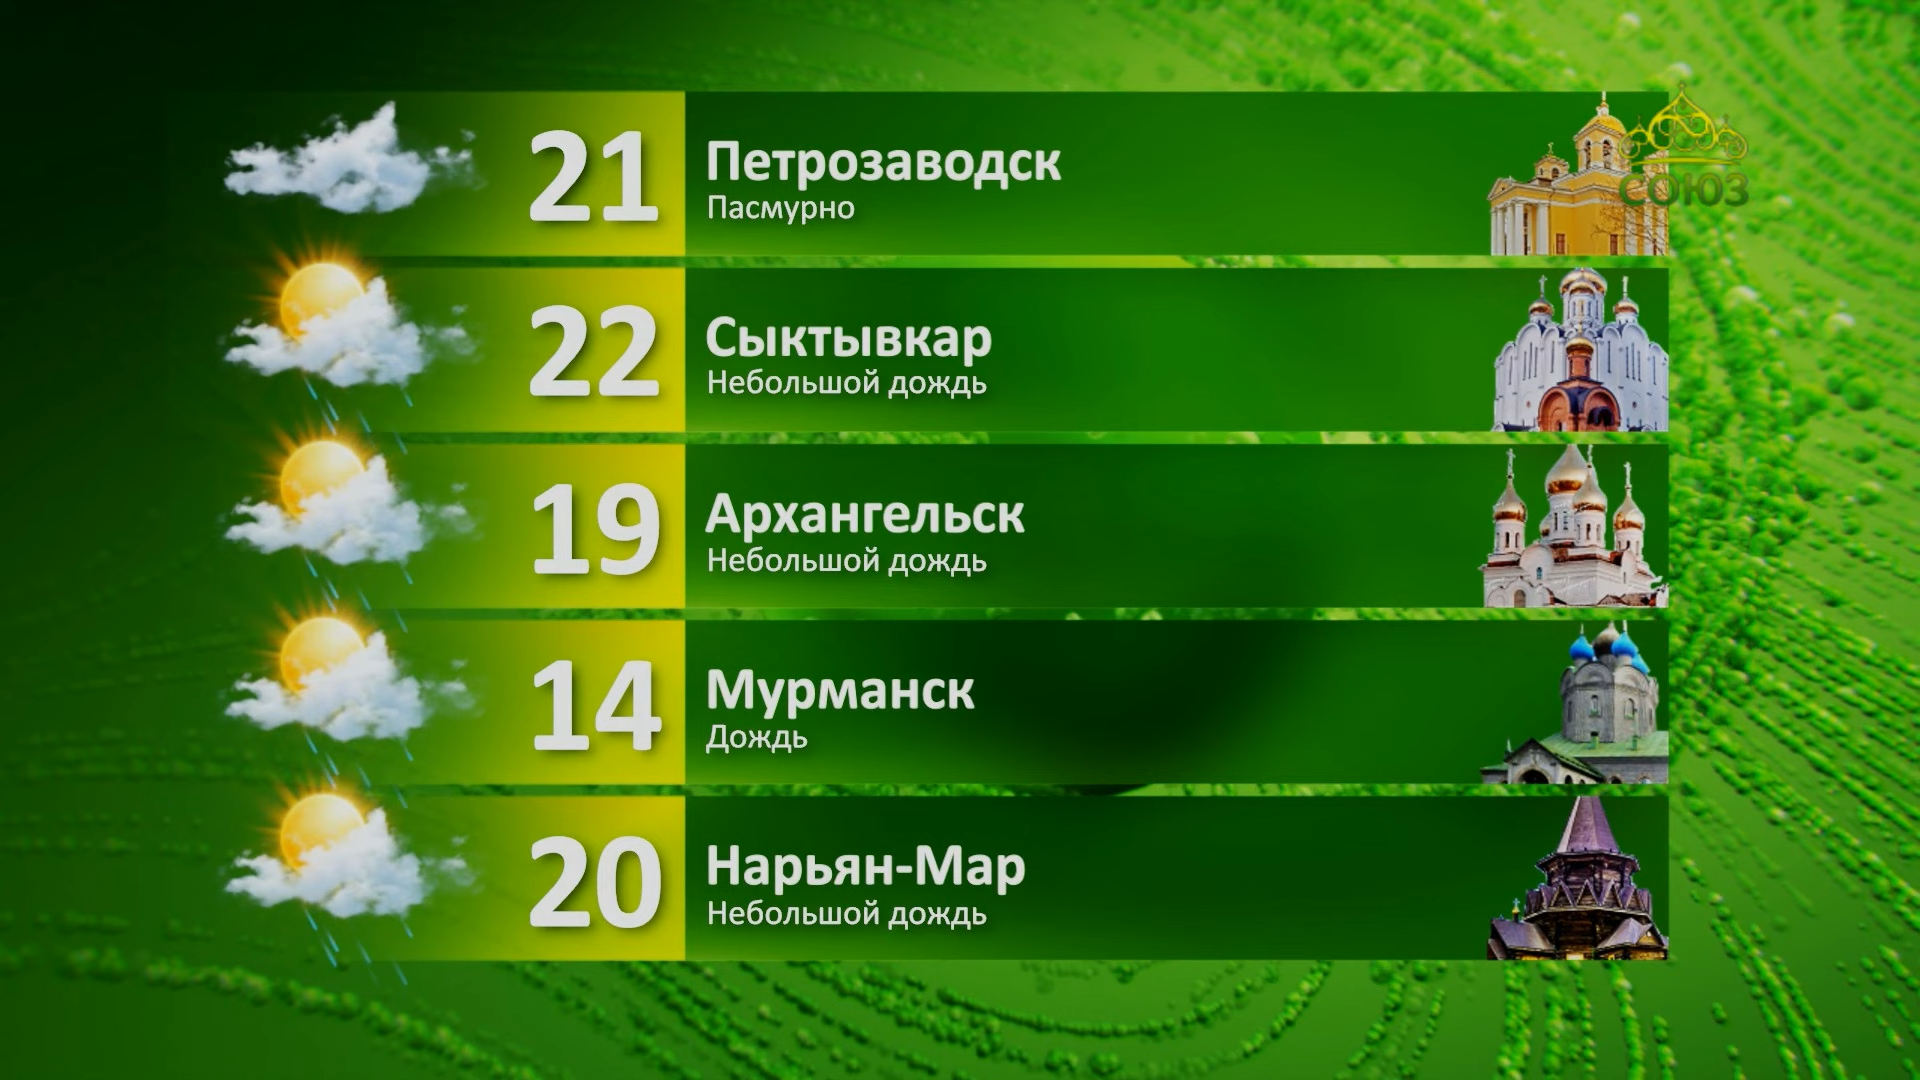 21
Петрозаводск
Пасмурно
СОЮЗ
22
Сыктывкар
Небольшой дождь
19
Архангельск
Небольшой дождь
14
Мурманск
Дождь
20
Нарьян-Мар
Небольшой дождь